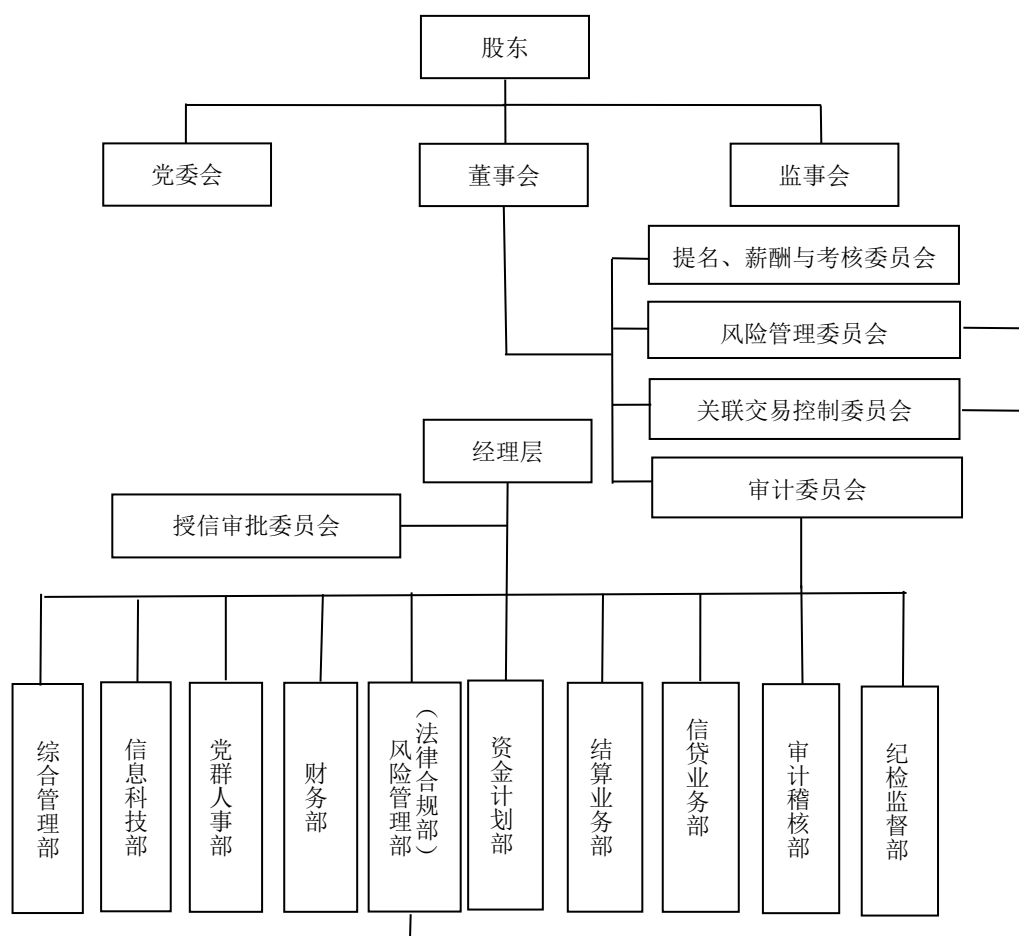 股东
党委会
董事会
监事会
提名、薪酬与考核委员会
风险管理委员会
关联交易控制委员会
经理层
审计委员会
授信审批委员会
综合管理部
信息科技部
党群人事部
财务部
风险管理部
（法律合规部）
资金计划部
结算业务部
信贷业务部
审计稽核部
纪检监督部